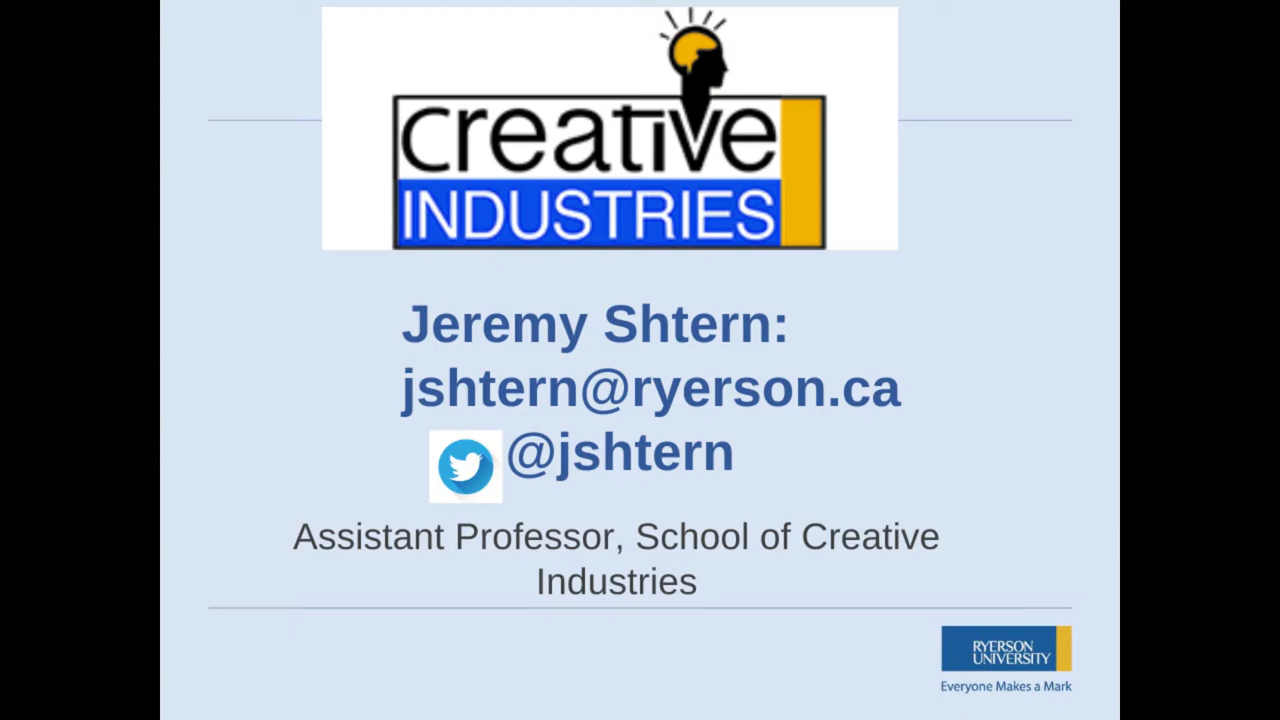 creative
INDUSTRIES
Jeremy Shtern:
jshtern@ryerson.ca
@jshtern
Assistant Professor, School of Creative
Industries
RYERSON
UNIVERSITY
Everyone Makes a Mark